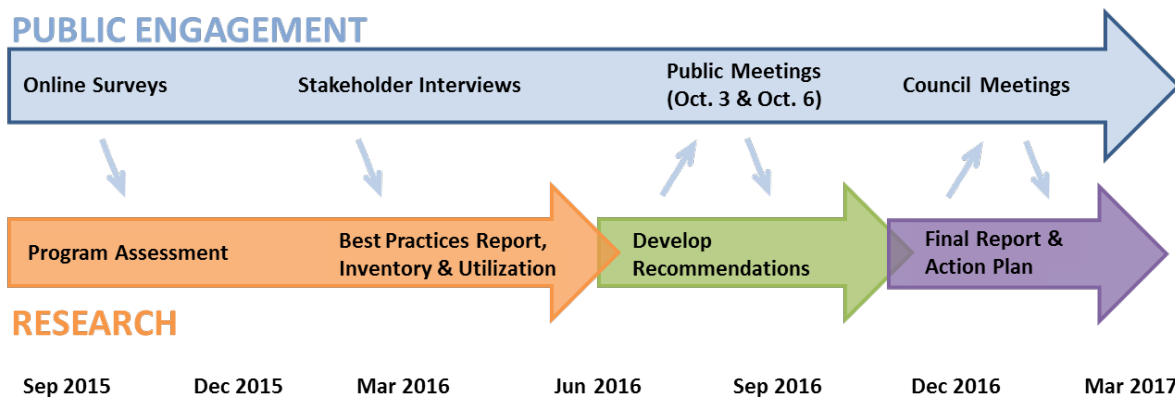 PUBLIC ENGAGEMENT
Online Surveys
Stakeholder Interviews
Public Meetings
(Oct. 3 & Oct. 6)
Council Meetings
Program Assessment
Best Practices Report,
Inventory & Utilization
Develop
Recommendations
Final Report &
Action Plan
RESEARCH
Sep 2015 Dec 2015 Mar 2016 Jun 2016 Sep 2016 Dec 2016 Mar 2017